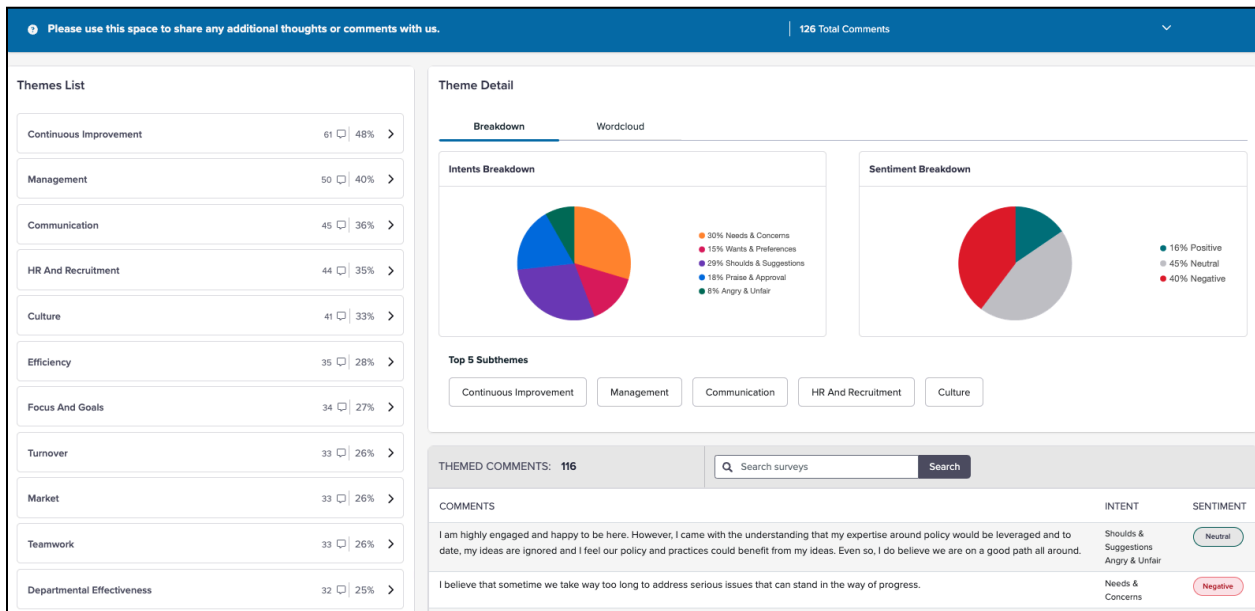 Please use this space to share any additional thoughts or comments with us.
126 Total Comments
Themes List
Continuous Improvement 61 48%
Management 50 40%
Communication 45 36%
HR And Recruitment 44 35%
Culture 41 33%
Efficiency 35 28%
Focus And Goals 34 27%
Turnover 33 26%
Market 33 26%
Teamwork 33 26%
Departmental Effectiveness 32 25%
Theme Detail
Breakdown Wordcloud
Intents Breakdown
30% Needs & Concerns
15% Wants & Preferences
29% Shoulds & Suggestions
18% Praise & Approval
8% Angry & Unfair
Sentiment Breakdown
16% Positive
45% Neutral
40% Negative
Top 5 Subthemes
Continuous Improvement Management Communication HR And Recruitment Culture
THEMED COMMENTS: 116
Search surveys Search
COMMENTS INTENT SENTIMENT
I am highly engaged and happy to be here. However, I came with the understanding that my expertise around policy would be leveraged and to
date, my ideas are ignored and I feel our policy and practices could benefit from my ideas. Even so, I do believe we are on a good path all around.
Shoulds &
Suggestions
Angry & Unfair
Neutral
I believe that sometime we take way too long to address serious issues that can stand in the way of progress.
Needs &
Concerns
Negative